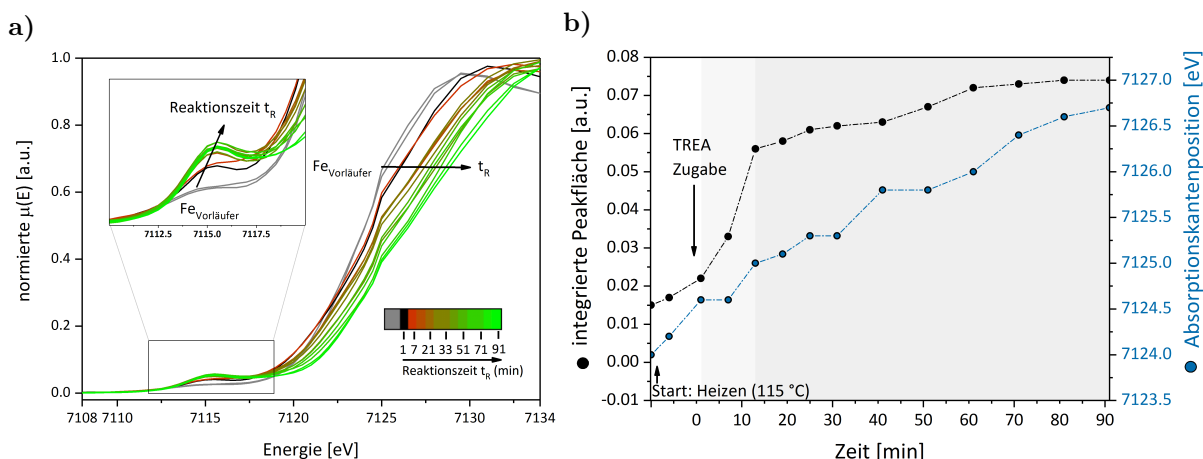 a)
normierte μ(E) [a.u.]
1.0
0.8
0.6
0.4
0.2
0.0
Reaktionszeit tR
FeVorläufer
7112.5 7115.0 7117.5
FeVorläufer
tR
1 7 21 33 51 71 91
Reaktionszeit tR (min)
7108 7110 7115 7120 7125 7130 7134
Energie [eV]
b)
integrierte Peakfläche [a.u.]
0.08
0.07
0.06
0.05
0.04
0.03
0.02
0.01
0.00
-0.01
TREA
Zugabe
Start: Heizen (115 °C)
0 10 20 30 40 50 60 70 80 90
Zeit [min]
7127.0
7126.5
7126.0
7125.5
7125.0
7124.5
7124.0
7123.5
Absorptionskantenposition [eV]